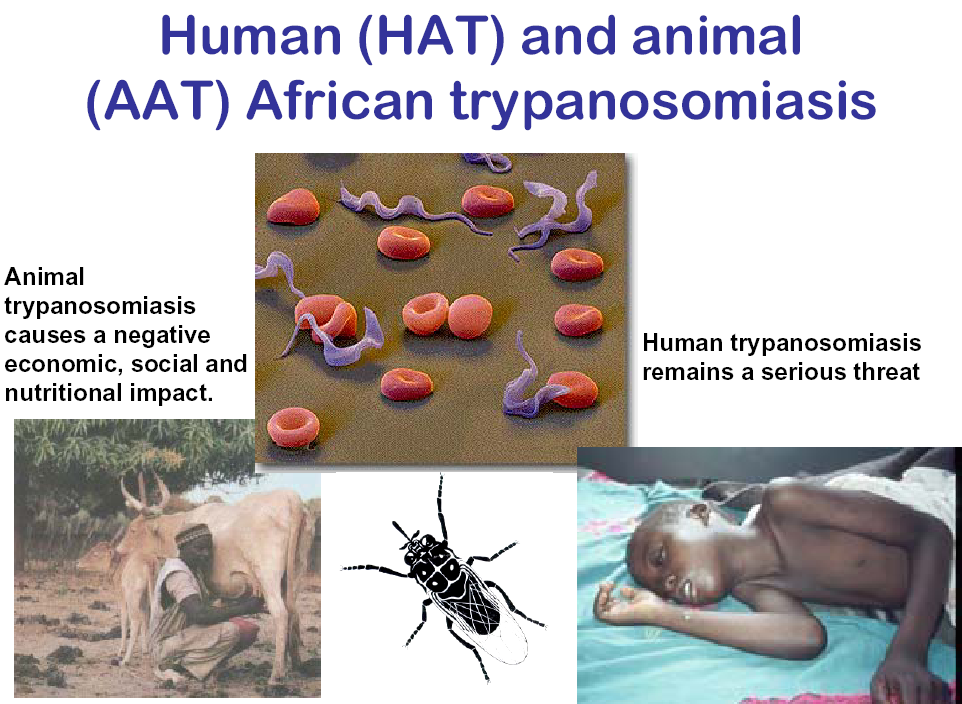 Human (HAT) and animal
(AAT) African trypanosomiasis
Animal
trypanosomiasis
causes a negative
economic, social and
nutritional impact.
Human trypanosomiasis
remains a serious threat